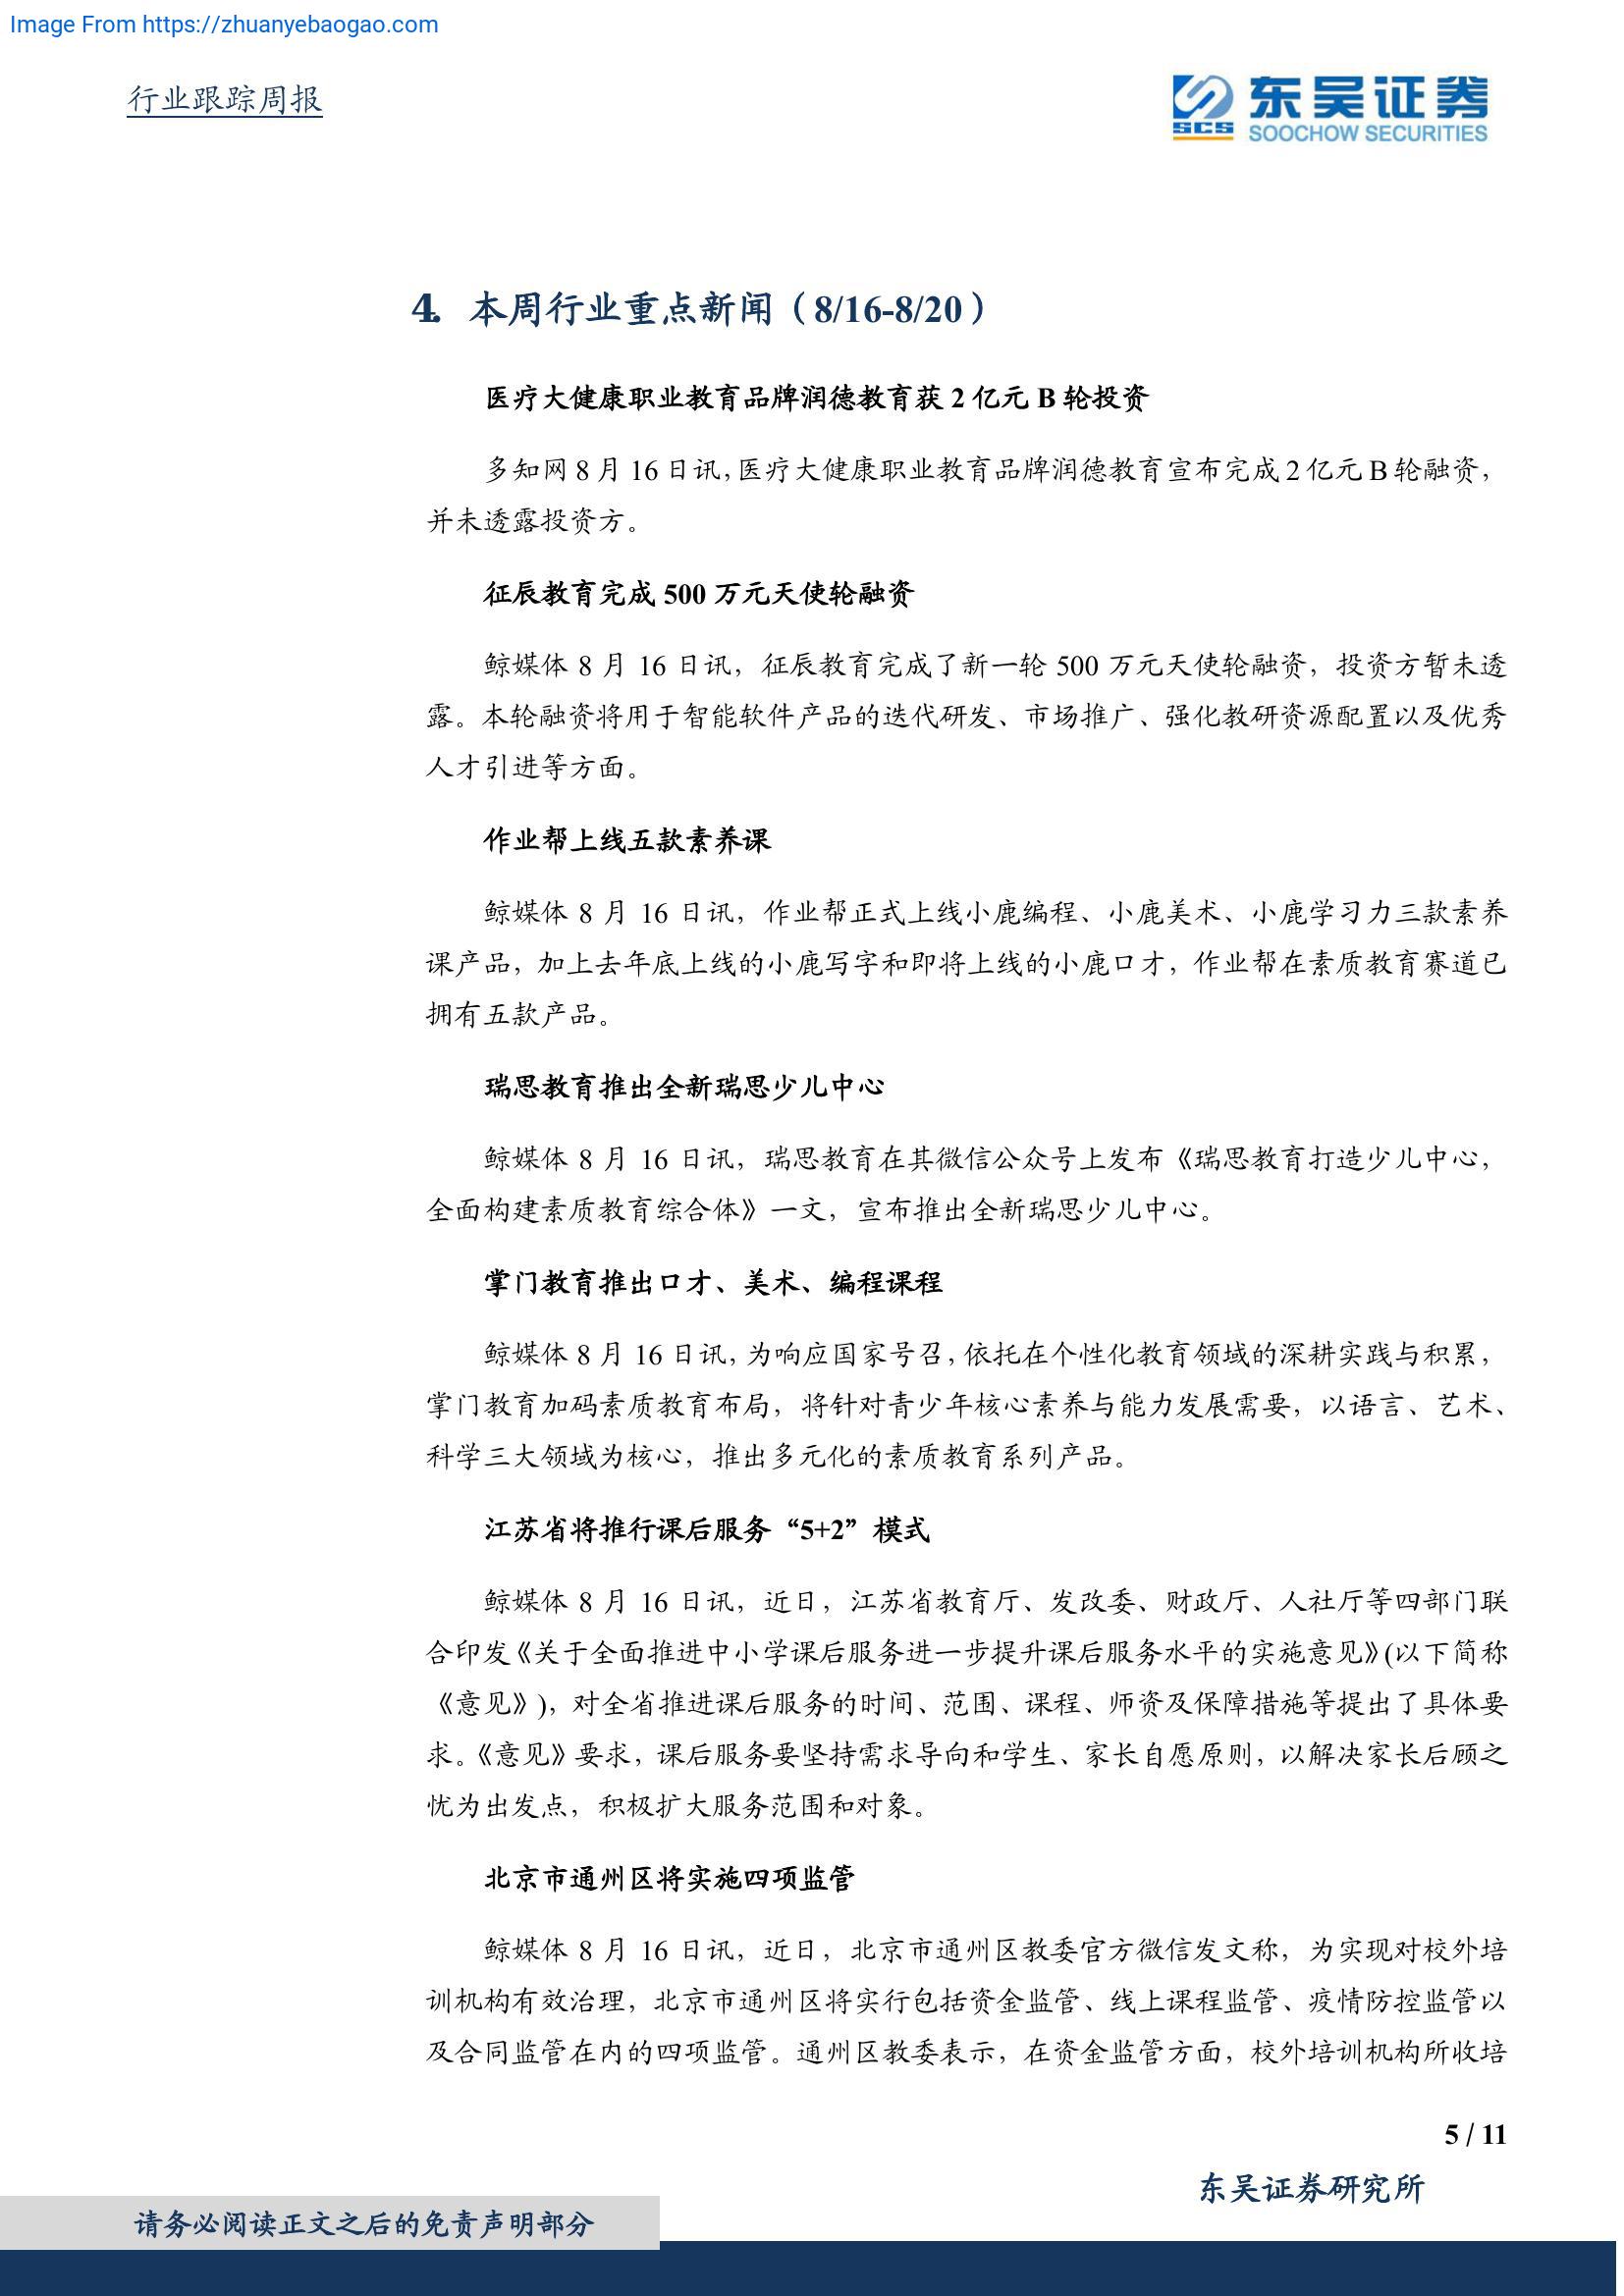 Image From https://zhuanyebaogao.com
行业跟踪周报
SCS 东吴证券
SOOCHOW SECURITIES
4. 本周行业重点新闻（8/16-8/20）
医疗大健康职业教育品牌润德教育获 2 亿元 B 轮投资
多知网 8 月 16 日讯，医疗大健康职业教育品牌润德教育宣布完成 2 亿元 B 轮融资，
并未透露投资方。
征辰教育完成 500 万元天使轮融资
鲸媒体 8 月 16 日讯，征辰教育完成了新一轮 500 万元天使轮融资，投资方暂未透
露。本轮融资将用于智能软件产品的迭代研发、市场推广、强化教研资源配置以及优秀
人才引进等方面。
作业帮上线五款素养课
鲸媒体 8 月 16 日讯，作业帮正式上线小鹿编程、小鹿美术、小鹿学习力三款素养
课产品，加上去年底上线的小鹿写字和即将上线的小鹿口才，作业帮在素质教育赛道已
拥有五款产品。
瑞思教育推出全新瑞思少儿中心
鲸媒体 8 月 16 日讯，瑞思教育在其微信公众号上发布《瑞思教育打造少儿中心，
全面构建素质教育综合体》一文，宣布推出全新瑞思少儿中心。
掌门教育推出口才、美术、编程课程
鲸媒体 8 月 16 日讯，为响应国家号召，依托在个性化教育领域的深耕实践与积累，
掌门教育加码素质教育布局，将针对青少年核心素养与能力发展需要，以语言、艺术、
科学三大领域为核心，推出多元化的素质教育系列产品。
江苏省将推行课后服务“5+2”模式
鲸媒体 8 月 16 日讯，近日，江苏省教育厅、发改委、财政厅、人社厅等四部门联
合印发《关于全面推进中小学课后服务进一步提升课后服务水平的实施意见》(以下简称
《意见》)，对全省推进课后服务的时间、范围、课程、师资及保障措施等提出了具体要
求。《意见》要求，课后服务要坚持需求导向和学生、家长自愿原则，以解决家长后顾之
忧为出发点，积极扩大服务范围和对象。
北京市通州区将实施四项监管
鲸媒体 8 月 16 日讯，近日，北京市通州区教委官方微信发文称，为实现对校外培
训机构有效治理，北京市通州区将实行包括资金监管、线上课程监管、疫情防控监管以
及合同监管在内的四项监管。通州区教委表示，在资金监管方面，校外培训机构所收培
5 / 11
东吴证券研究所
请务必阅读正文之后的免责声明部分